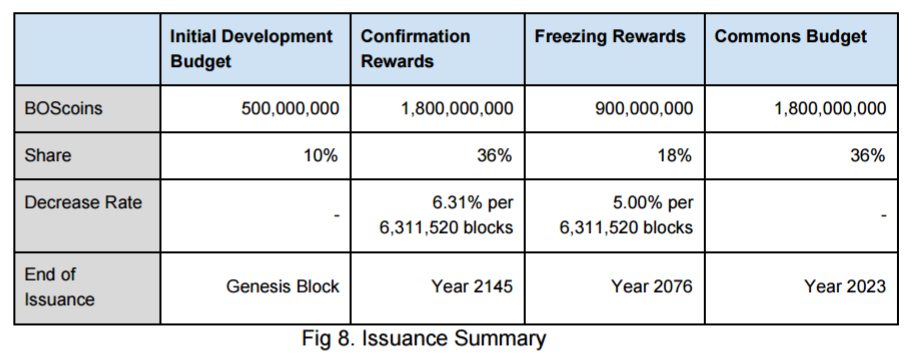 Initial Development Budget
Confirmation Rewards
Freezing Rewards
Commons Budget
BOScoins 500,000,000 1,800,000,000 900,000,000 1,800,000,000
Share 10% 36% 18% 36%
Decrease Rate - 6.31% per 6,311,520 blocks 5.00% per 6,311,520 blocks -
End of Issuance Genesis Block Year 2145 Year 2076 Year 2023
Fig 8. Issuance Summary